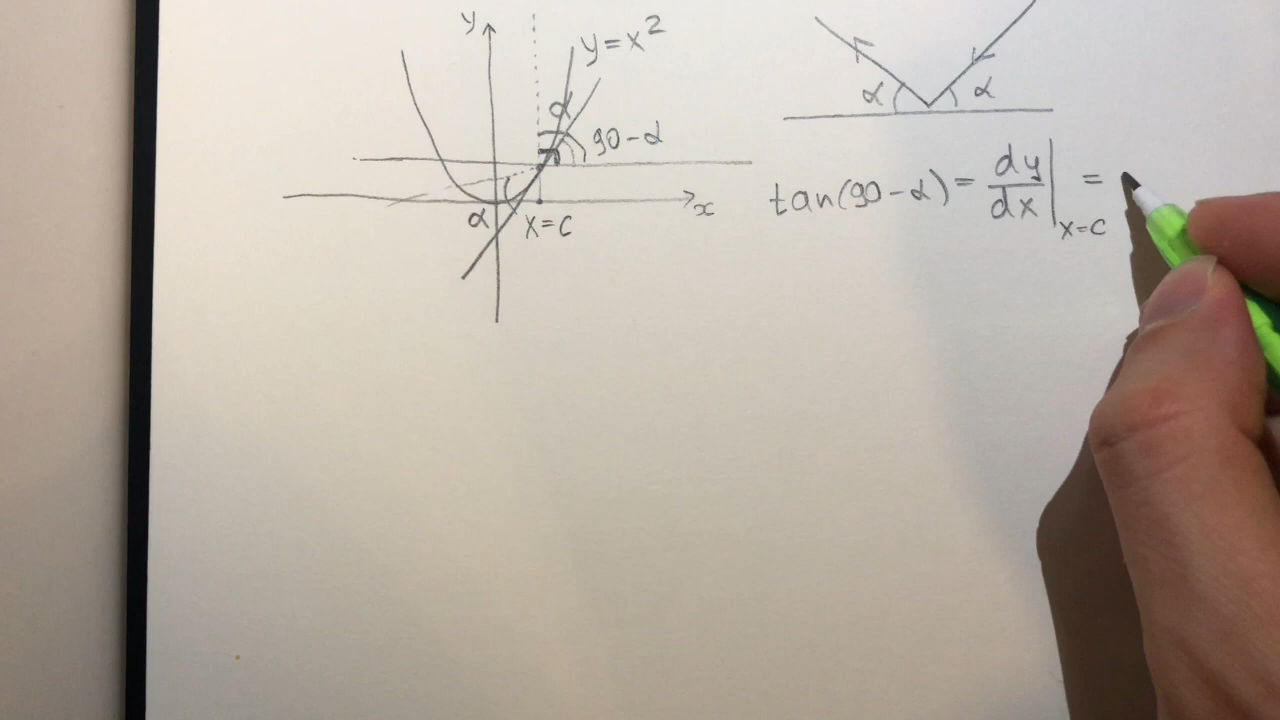 y
y=x²
α
90-α
α
x=c
x
α
α
tan(90-α) = dy/dx |x=c =